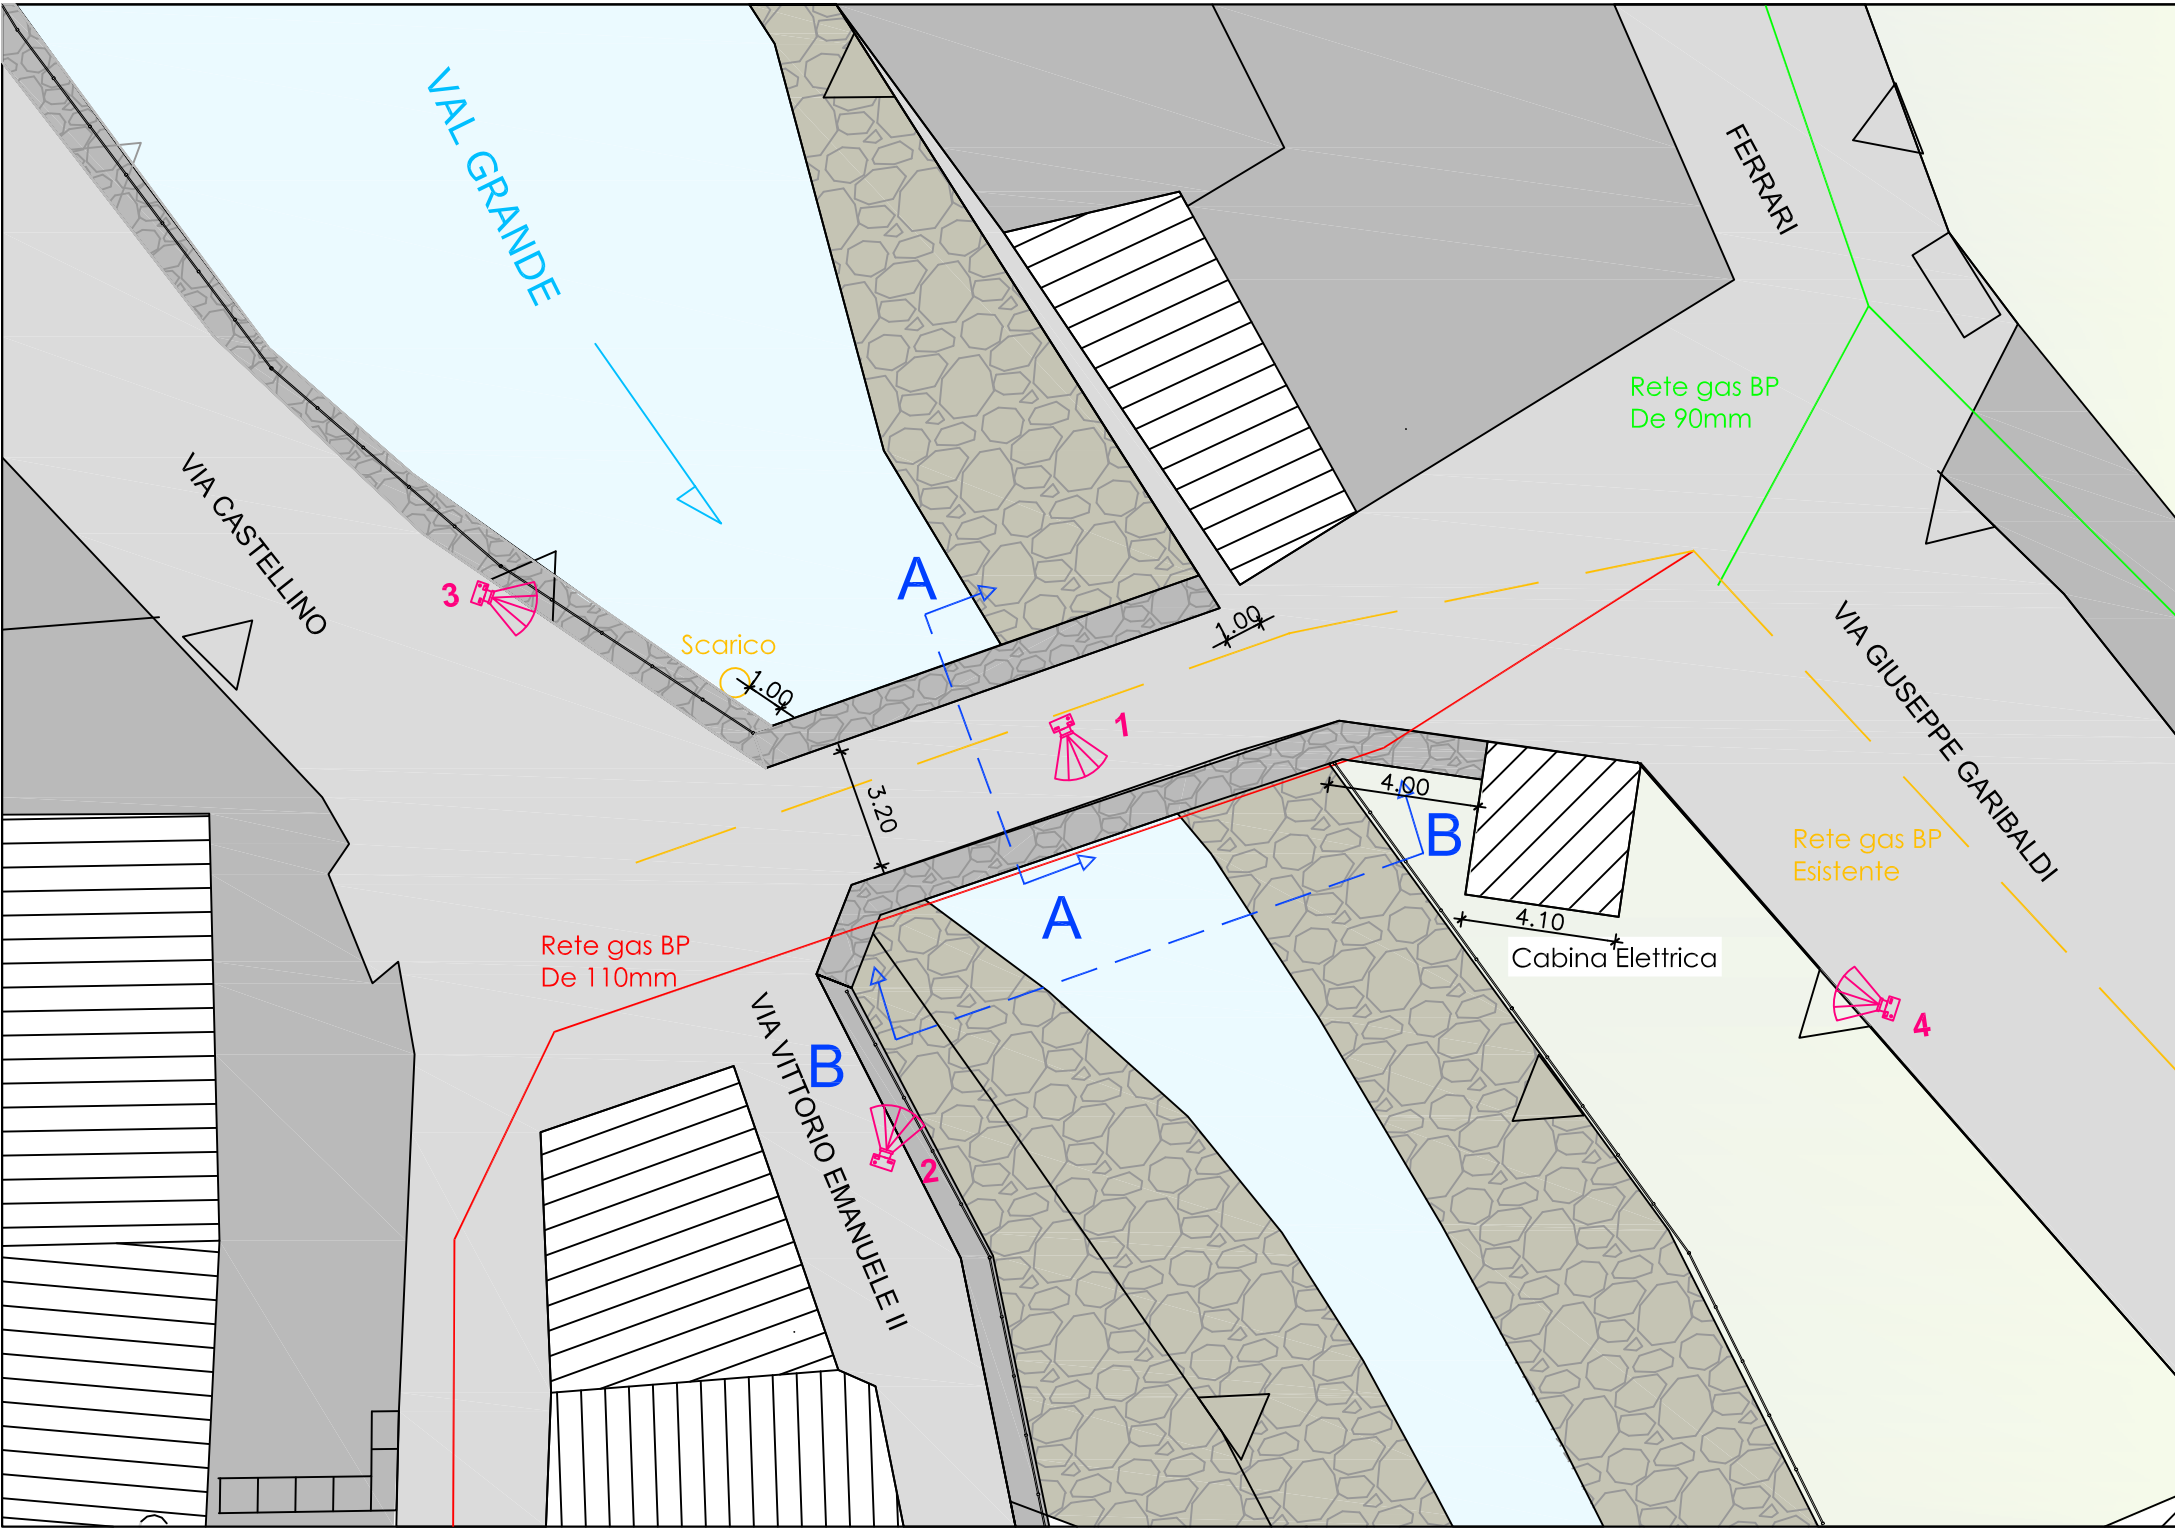 VAL GRANDE
FERRARI
Rete gas BP
De 90mm
VIA CASTELLINO
3
A
Scarico
1.00
1.00
1
3.20
VIA GIUSEPPE GARIBALDI
4.00
B
Rete gas BP
Esistente
A
4.10
Cabina Elettrica
Rete gas BP
De 110mm
VIA VITTORIO EMANUELE II
B
4
2